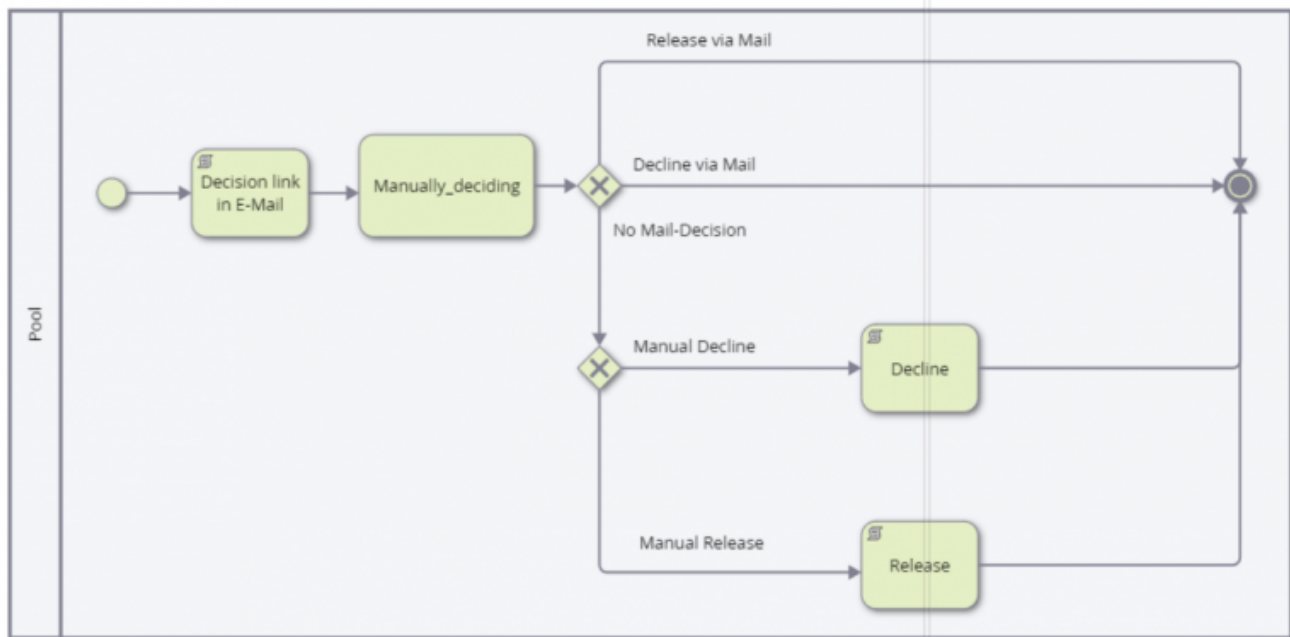 Release via Mail
Decline via Mail
Decision link
in E-Mail
Manually_deciding
No Mail-Decision
Pool
Manual Decline
Decline
Manual Release
Release